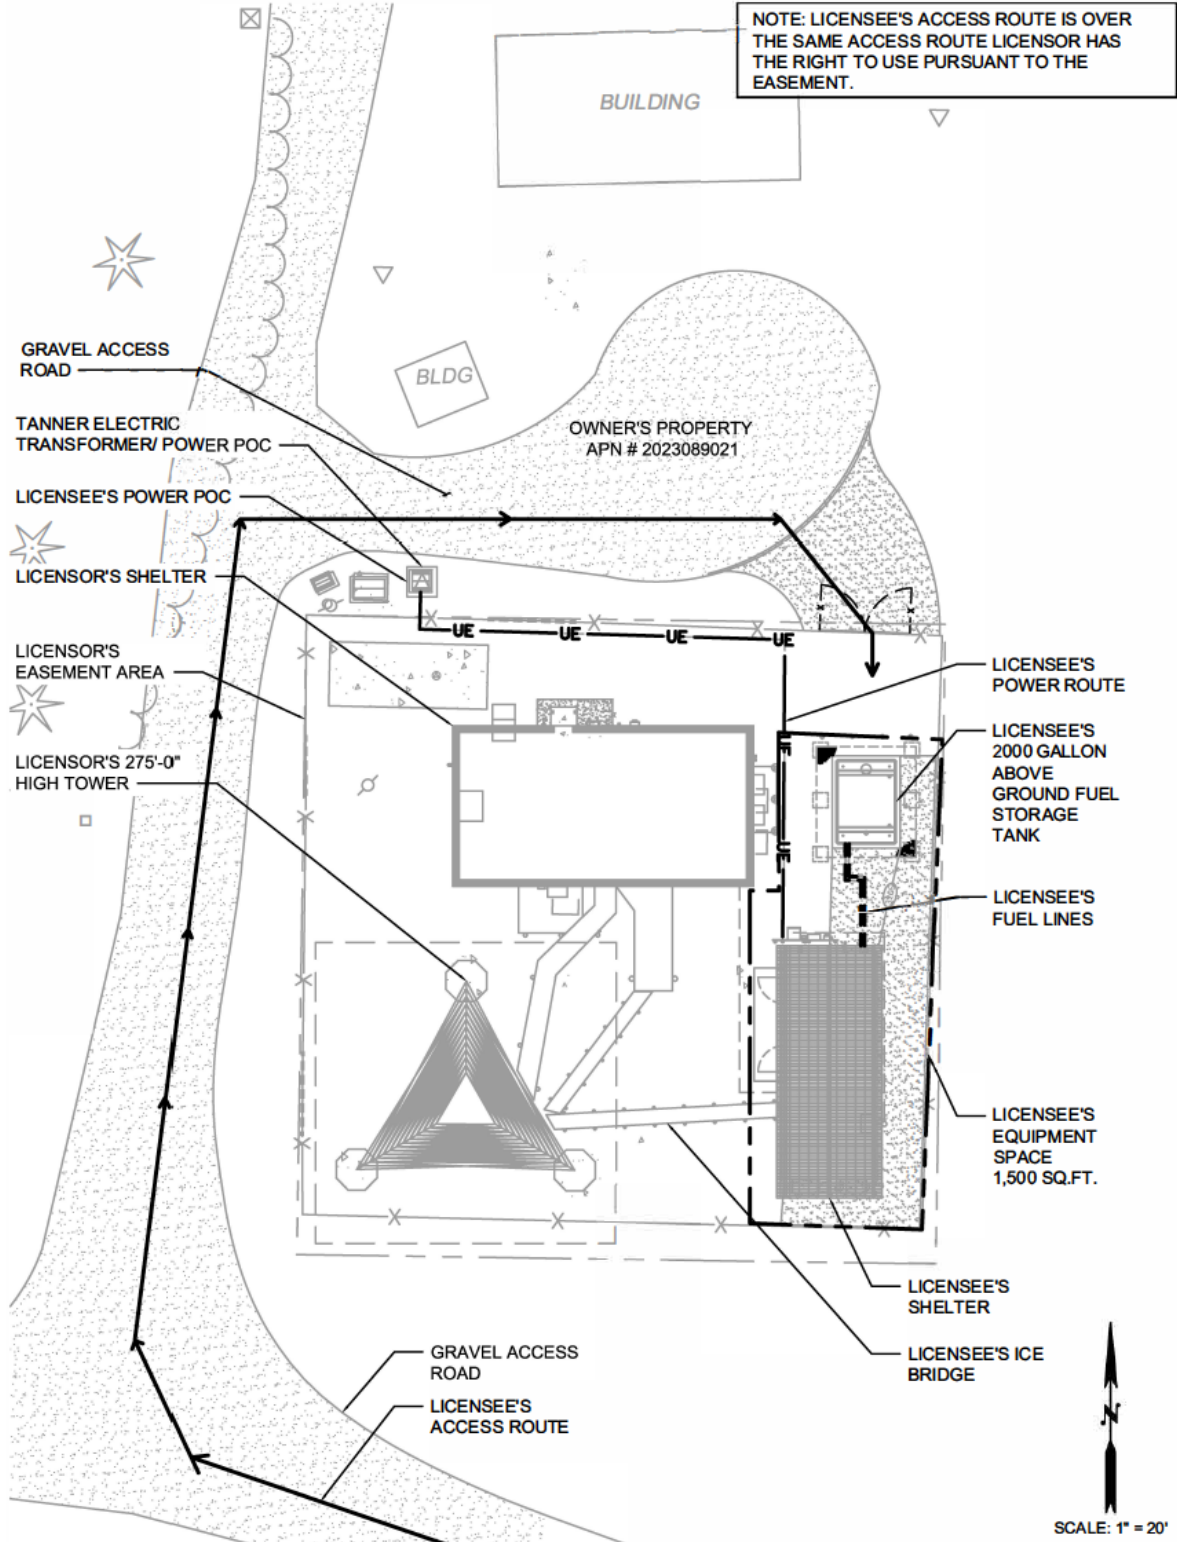 NOTE: LICENSEE'S ACCESS ROUTE IS OVER
THE SAME ACCESS ROUTE LICENSOR HAS
THE RIGHT TO USE PURSUANT TO THE
EASEMENT.
BUILDING
GRAVEL ACCESS
ROAD
BLDG
TANNER ELECTRIC
TRANSFORMER/ POWER POC
OWNER'S PROPERTY
APN # 2023089021
LICENSEE'S POWER POC
LICENSOR'S SHELTER
UE
UE
UE
UE
LICENSOR'S
EASEMENT AREA
LICENSEE'S
POWER ROUTE
LICENSOR'S 275'-0"
HIGH TOWER
UE
UE
LICENSEE'S
2000 GALLON
ABOVE
GROUND FUEL
STORAGE
TANK
LICENSEE'S
FUEL LINES
LICENSEE'S
EQUIPMENT
SPACE
1,500 SQ.FT.
LICENSEE'S
SHELTER
LICENSEE'S ICE
BRIDGE
GRAVEL ACCESS
ROAD
LICENSEE'S
ACCESS ROUTE
N
SCALE: 1" = 20'